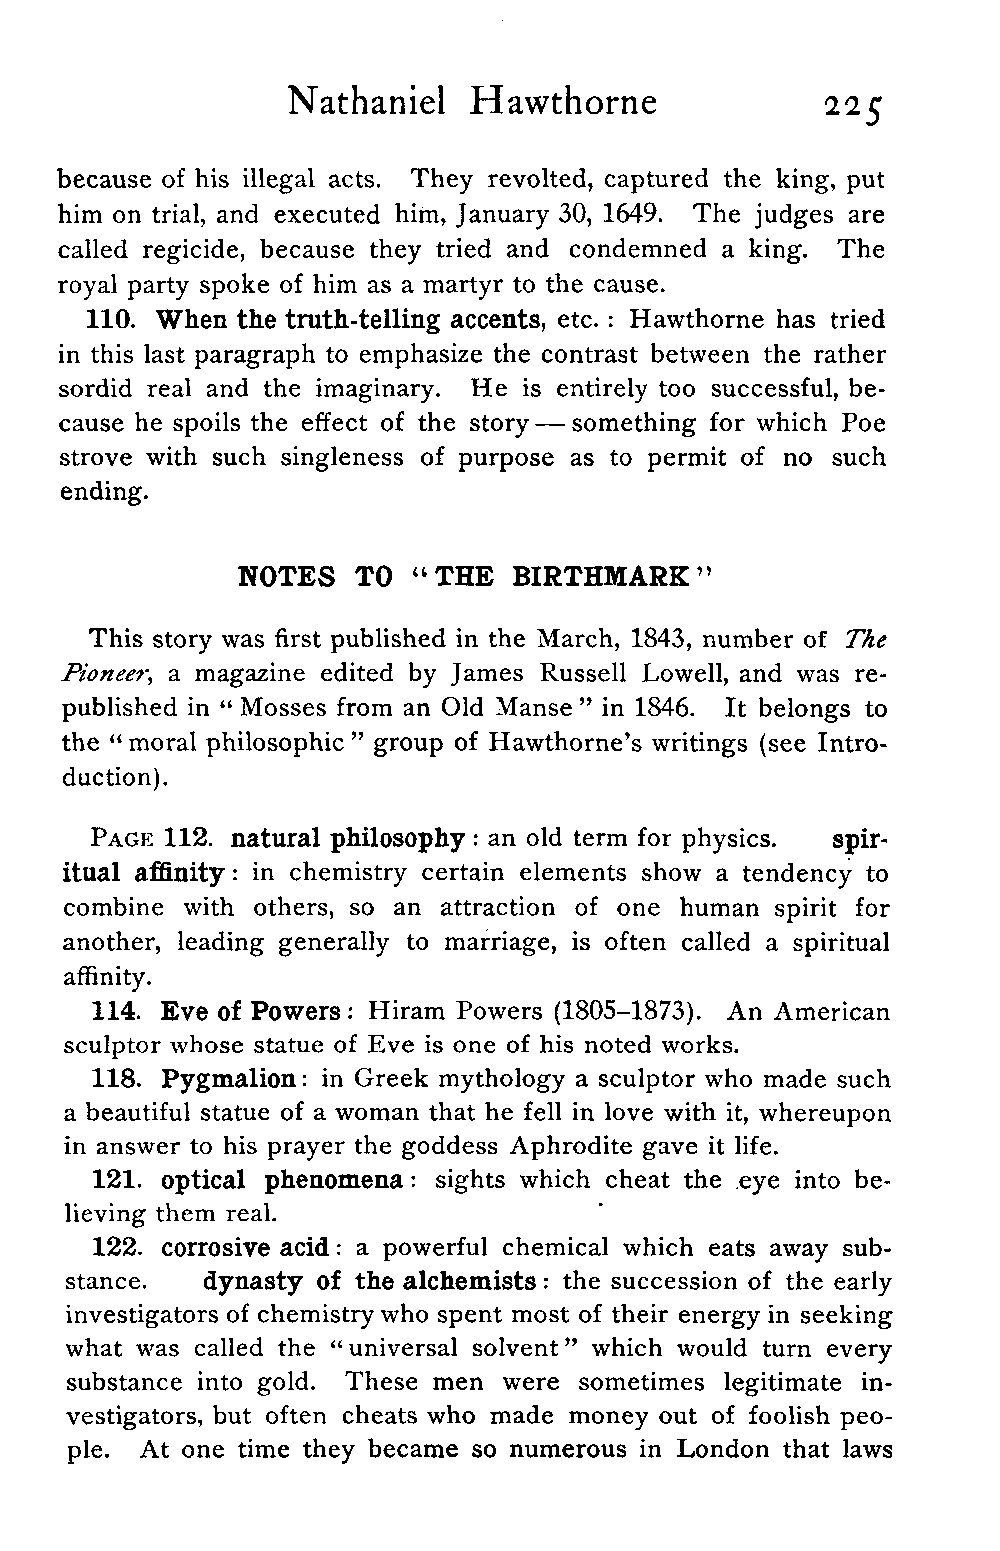 Nathaniel Hawthorne 225
because of his illegal acts. They revolted, captured the king, put
him on trial, and executed him, January 30, 1649. The judges are
called regicide, because they tried and condemned a king. The
royal party spoke of him as a martyr to the cause.
110. When the truth-telling accents, etc. : Hawthorne has tried
in this last paragraph to emphasize the contrast between the rather
sordid real and the imaginary. He is entirely too successful, be-
cause he spoils the effect of the story — something for which Poe
strove with such singleness of purpose as to permit of no such
ending.
NOTES TO “THE BIRTHMARK”
This story was first published in the March, 1843, number of The
Pioneer, a magazine edited by James Russell Lowell, and was re-
published in “Mosses from an Old Manse” in 1846. It belongs to
the “moral philosophic” group of Hawthorne’s writings (see Intro-
duction).
PAGE 112. natural philosophy : an old term for physics. spir-
itual affinity : in chemistry certain elements show a tendency to
combine with others, so an attraction of one human spirit for
another, leading generally to marriage, is often called a spiritual
affinity.
114. Eve of Powers : Hiram Powers (1805–1873). An American
sculptor whose statue of Eve is one of his noted works.
118. Pygmalion : in Greek mythology a sculptor who made such
a beautiful statue of a woman that he fell in love with it, whereupon
in answer to his prayer the goddess Aphrodite gave it life.
121. optical phenomena : sights which cheat the eye into be-
lieving them real.
122. corrosive acid : a powerful chemical which eats away sub-
stance. dynasty of the alchemists : the succession of the early
investigators of chemistry who spent most of their energy in seeking
what was called the “universal solvent” which would turn every
substance into gold. These men were sometimes legitimate in-
vestigators, but often cheats who made money out of foolish peo-
ple. At one time they became so numerous in London that laws